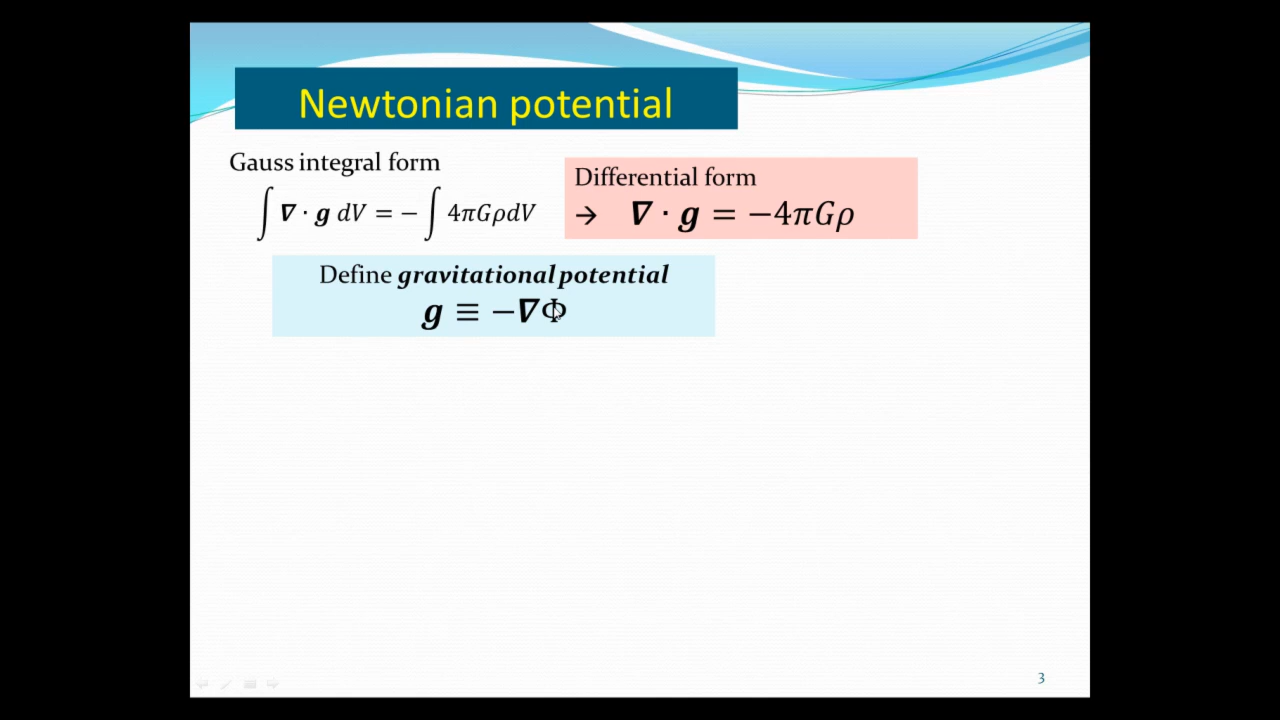 Newtonian potential
Gauss integral form
∫ 𝛁 · 𝒈 𝑑𝑉 = − ∫ 4𝜋𝐺𝜌𝑑𝑉
Differential form
→ 𝛁 · 𝒈 = −4𝜋𝐺𝜌
Define gravitational potential
𝒈 ≡ −𝛁Φ
3